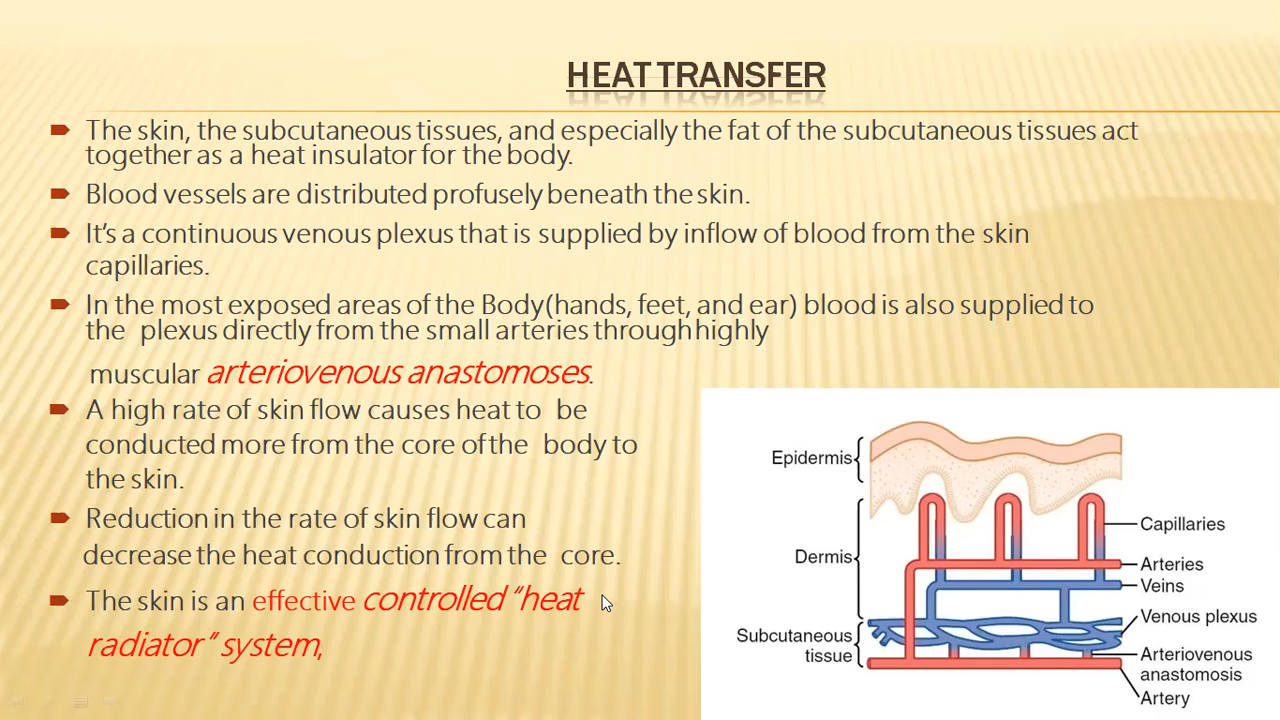 HEAT TRANSFER
The skin, the subcutaneous tissues, and especially the fat of the subcutaneous tissues act
together as a heat insulator for the body.
Blood vessels are distributed profusely beneath the skin.
It's a continuous venous plexus that is supplied by inflow of blood from the skin
capillaries.
In the most exposed areas of the Body(hands, feet, and ear) blood is also supplied to
the plexus directly from the small arteries through highly
muscular arteriovenous anastomoses.
A high rate of skin flow causes heat to be
conducted more from the core of the body to
the skin.
Reduction in the rate of skin flow can
decrease the heat conduction from the core.
The skin is an effective controlled "heat
radiator" system,
Epidermis
Dermis
Subcutaneous
tissue
Capillaries
Arteries
Veins
Venous plexus
Arteriovenous
anastomosis
Artery